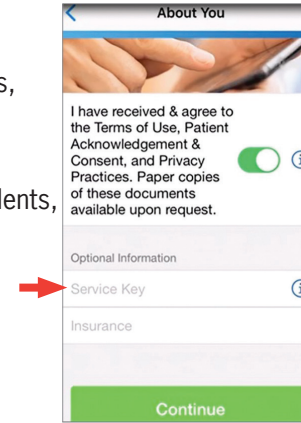 About You
s,
I have received & agree to
the Terms of Use, Patient
Acknowledgement &
Consent, and Privacy
Practices. Paper copies
of these documents
available upon request.
lents,
Optional Information
Service Key
Insurance
Continue